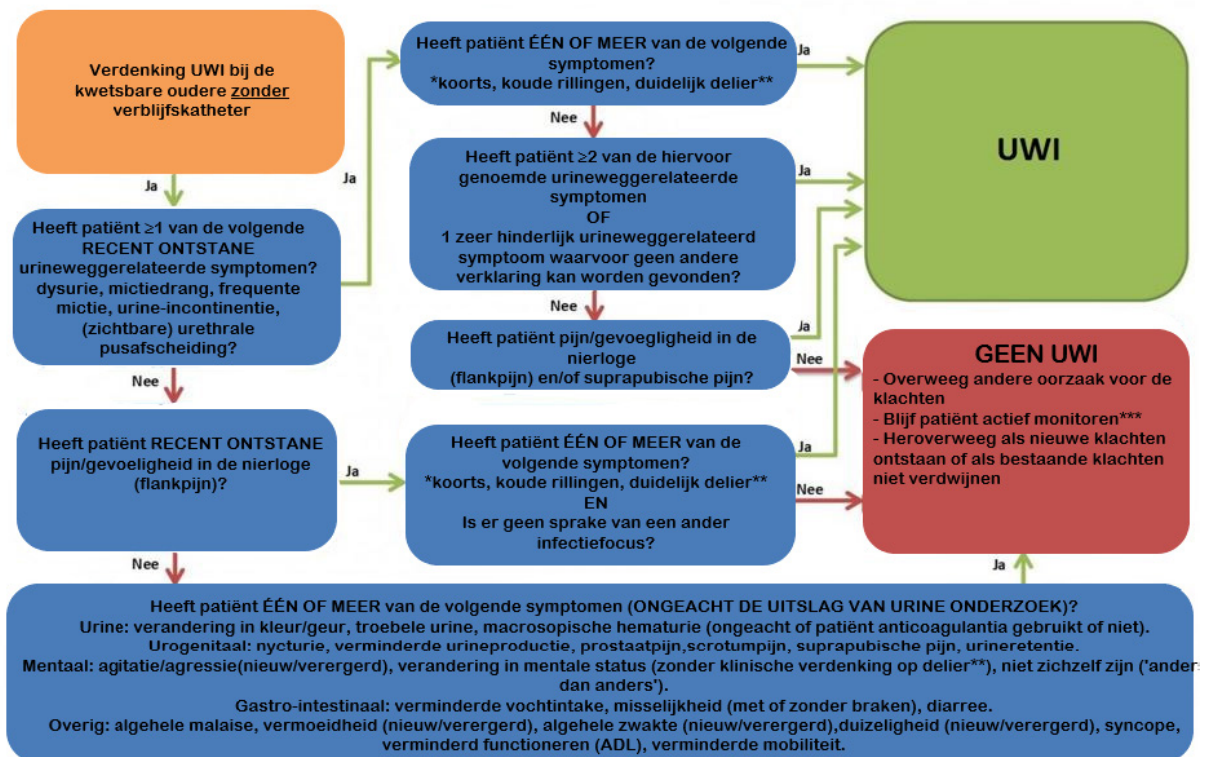 Verdenking UWI bij de
kwetsbare oudere zonder
verblijfskatheter
Ja
Heeft patiënt ≥1 van de volgende
RECENT ONTSTANE
urineweggerelateerde symptomen?
dysurie, mictiedrang, frequente
mictie, urine-incontinentie,
(zichtbare) urethrale
pusafscheiding?
Ja
Nee
Heeft patiënt ÉÉN OF MEER van de volgende
symptomen?
*koorts, koude rillingen, duidelijk delier**
Ja
Nee
Heeft patiënt ≥2 van de hiervoor
genoemde urineweggerelateerde
symptomen
OF
1 zeer hinderlijk urineweggerelateerd
symptoom waarvoor geen andere
verklaring kan worden gevonden?
Ja
Nee
Heeft patiënt pijn/gevoegligheid in de
nierloge
(flankpijn) en/of suprapubische pijn?
Ja
Nee
UWI
GEEN UWI
- Overweeg andere oorzaak voor de
klachten
- Blijf patiënt actief monitoren***
- Heroverweeg als nieuwe klachten
ontstaan of als bestaande klachten
niet verdwijnen
Heeft patiënt RECENT ONTSTANE
pijn/gevoeligheid in de nierloge
(flankpijn)?
Ja
Nee
Heeft patiënt ÉÉN OF MEER van de
volgende symptomen?
*koorts, koude rillingen, duidelijk delier**
EN
Is er geen sprake van een ander
infectiefocus?
Ja
Nee
Ja
Heeft patiënt ÉÉN OF MEER van de volgende symptomen (ONGEACHT DE UITSLAG VAN URINE ONDERZOEK)?
Urine: verandering in kleur/geur, troebele urine, macrosopische hematurie (ongeacht of patiënt anticoagulantia gebruikt of niet).
Urogenitaal: nycturie, verminderde urineproductie, prostaatpijn,scrotumpijn, suprapubische pijn, urineretentie.
Mentaal: agitatie/agressie(nieuw/verergerd), verandering in mentale status (zonder klinische verdenking op delier**), niet zichzelf zijn ('anders
dan anders').
Gastro-intestinaal: verminderde vochtintake, misselijkheid (met of zonder braken), diarree.
Overig: algehele malaise, vermoeidheid (nieuw/verergerd), algehele zwakte (nieuw/verergerd),duizeligheid (nieuw/verergerd), syncope,
verminderd functioneren (ADL), verminderde mobiliteit.